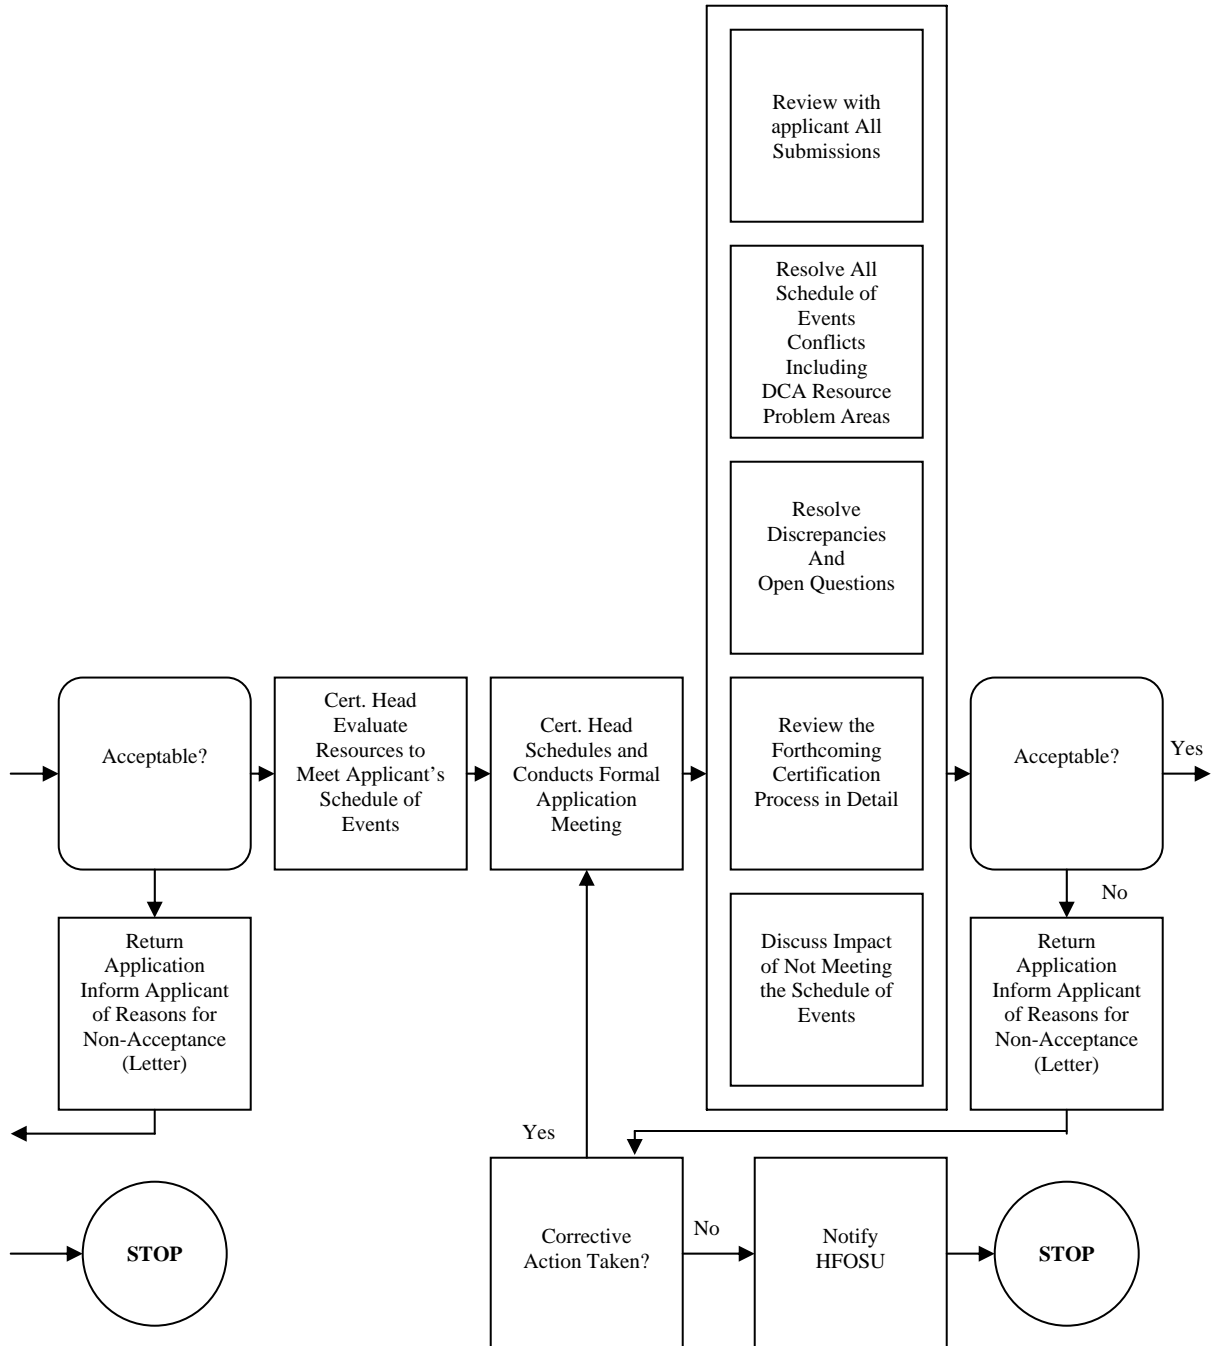 Review with
applicant All
Submissions
Resolve All
Schedule of
Events
Conflicts
Including
DCA Resource
Problem Areas
Resolve
Discrepancies
And
Open Questions
Acceptable?
Cert. Head
Evaluate
Resources to
Meet Applicant’s
Schedule of
Events
Cert. Head
Schedules and
Conducts Formal
Application
Meeting
Review the
Forthcoming
Certification
Process in Detail
Acceptable?
Yes
No
Return
Application
Inform Applicant
of Reasons for
Non-Acceptance
(Letter)
Discuss Impact
of Not Meeting
the Schedule of
Events
Return
Application
Inform Applicant
of Reasons for
Non-Acceptance
(Letter)
Yes
STOP
Corrective
Action Taken?
No
Notify
HFOSU
STOP